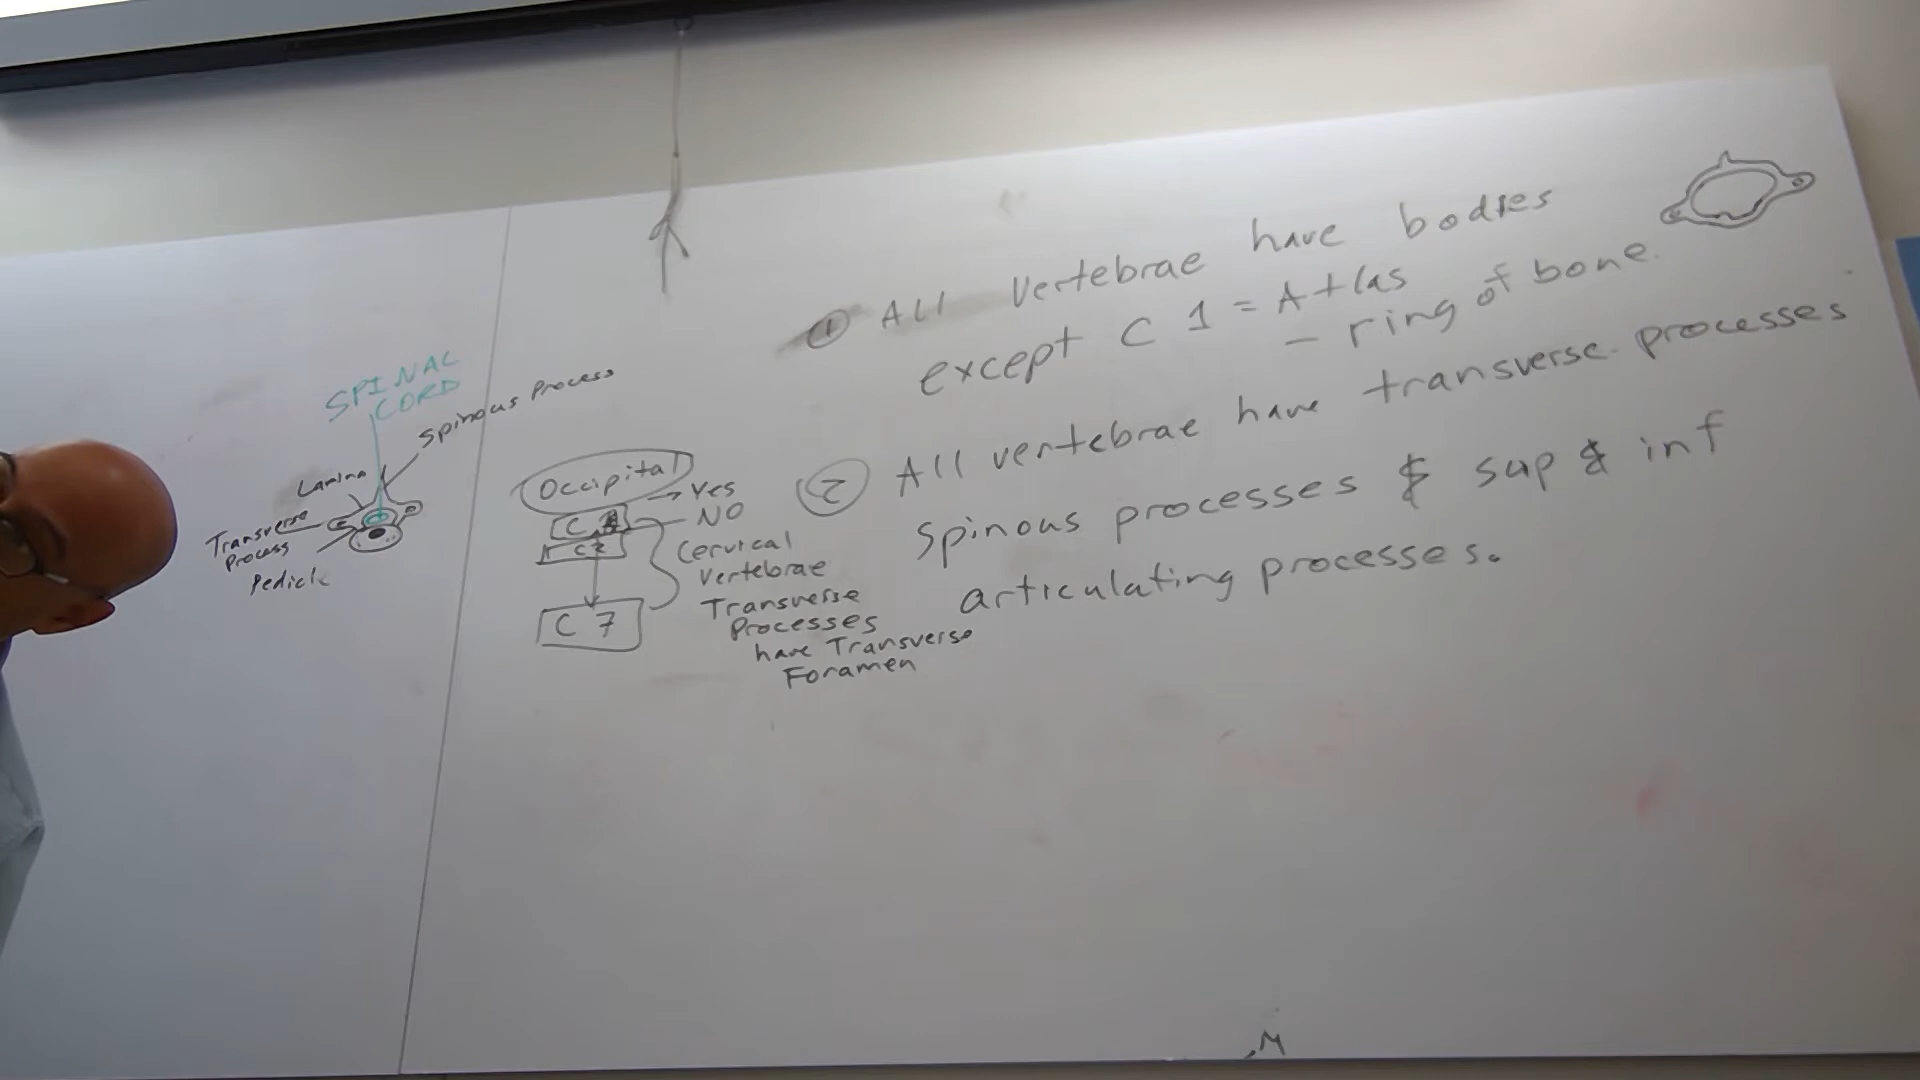 SPINAL
CORD
Spinous Process
Lamina
Transverse
Process
Pedicle
Occipital
Yes
NO
C
C2
C 7
Cervical
Vertebrae
Transverse
Processes
have Transverse
Foramen
1 All Vertebrae have bodies
except C 1 = Atlas
- ring of bone.
2 All vertebrae have transverse processes
Spinous processes & sup & inf
articulating processes.